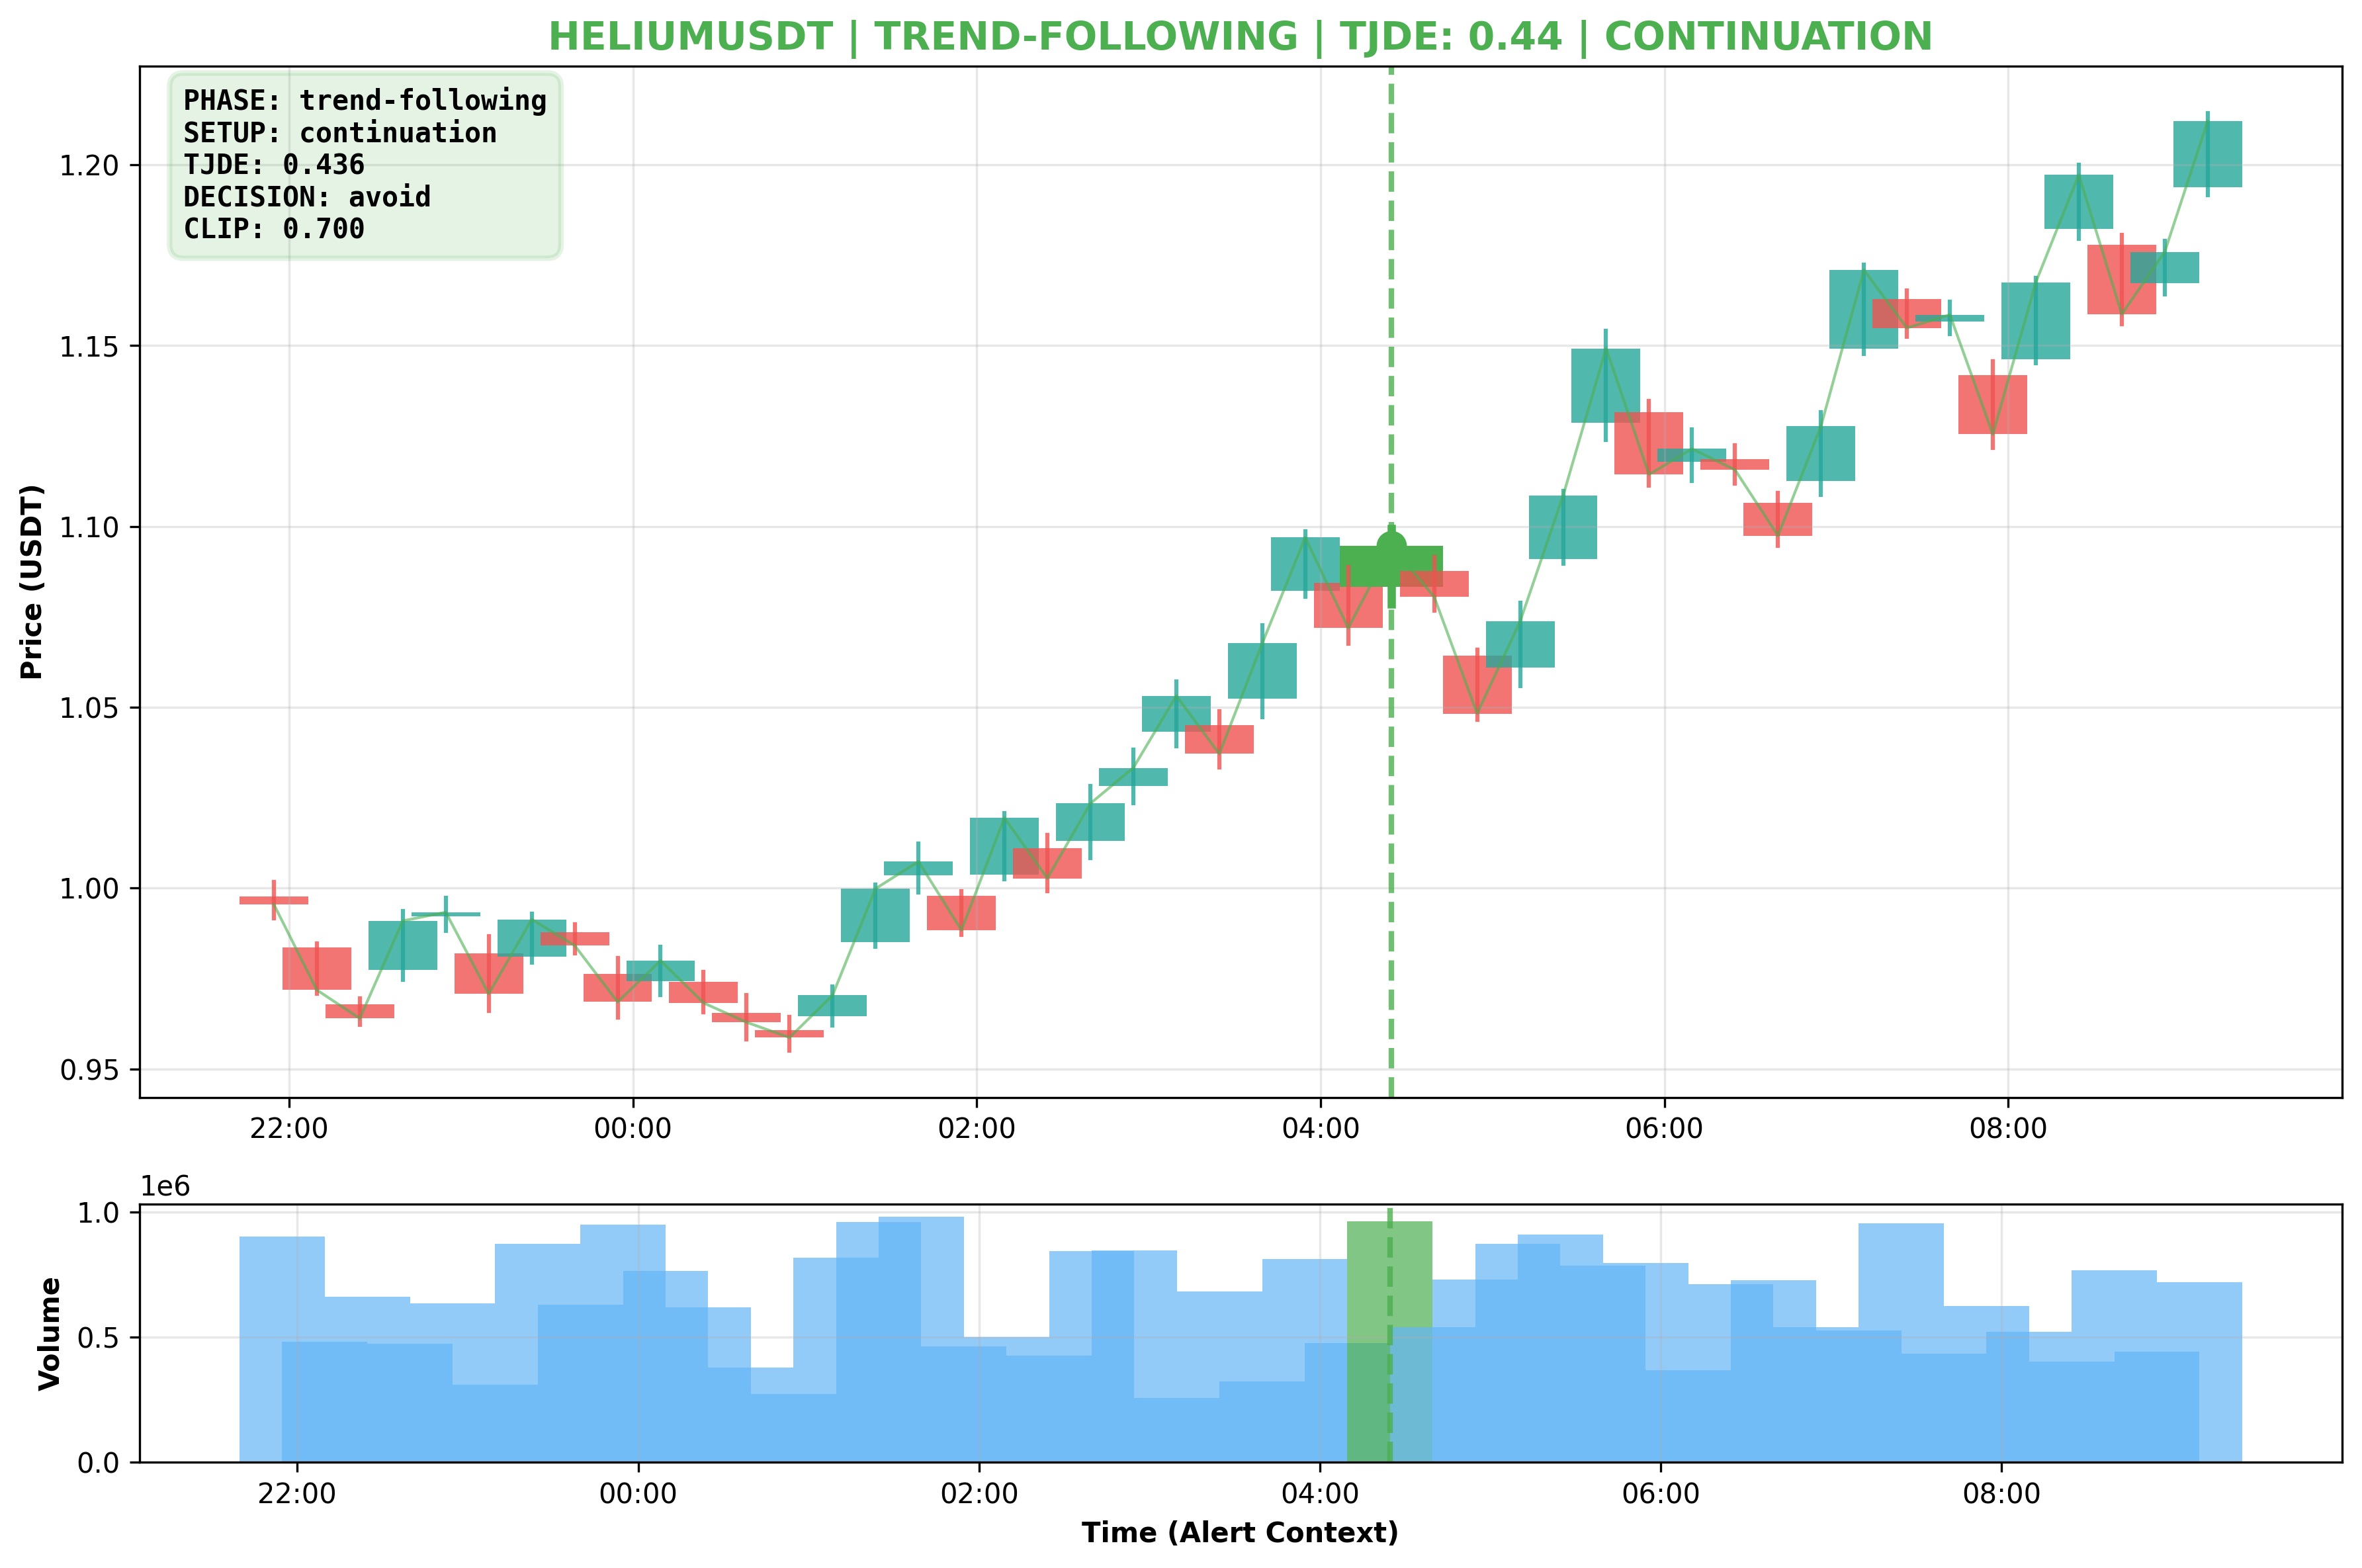 HELIUMUSDT | TREND-FOLLOWING | TJDE: 0.44 | CONTINUATION
PHASE: trend-following
SETUP: continuation
TJDE: 0.436
DECISION: avoid
CLIP: 0.700
Price (USDT)
1.20
1.15
1.10
1.05
1.00
0.95
22:00 00:00 02:00 04:00 06:00 08:00
1e6
Volume
1.0
0.5
0.0
22:00 00:00 02:00 04:00 06:00 08:00
Time (Alert Context)